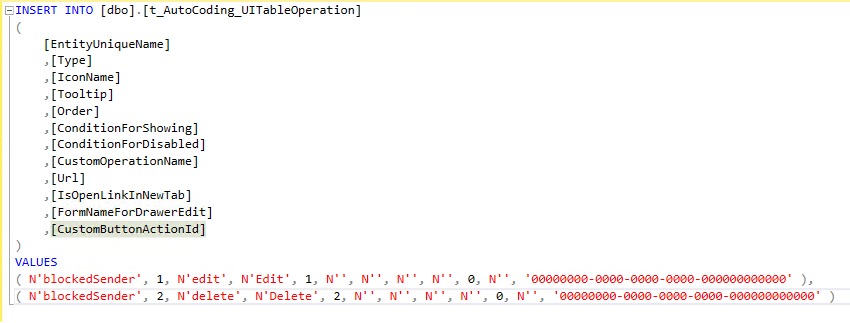 INSERT INTO [dbo].[t_AutoCoding_UITableOperation]
(
[EntityUniqueName]
,[Type]
,[IconName]
,[Tooltip]
,[Order]
,[ConditionForShowing]
,[ConditionForDisabled]
,[CustomOperationName]
,[Url]
,[IsOpenLinkInNewTab]
,[FormNameForDrawerEdit]
,[CustomButtonActionId]
)
VALUES
( N'blockedSender', 1, N'edit', N'Edit', 1, N'', N'', N'', N'', 0, N'', '00000000-0000-0000-0000-000000000000' ),
( N'blockedSender', 2, N'delete', N'Delete', 2, N'', N'', N'', N'', 0, N'', '00000000-0000-0000-0000-000000000000' )